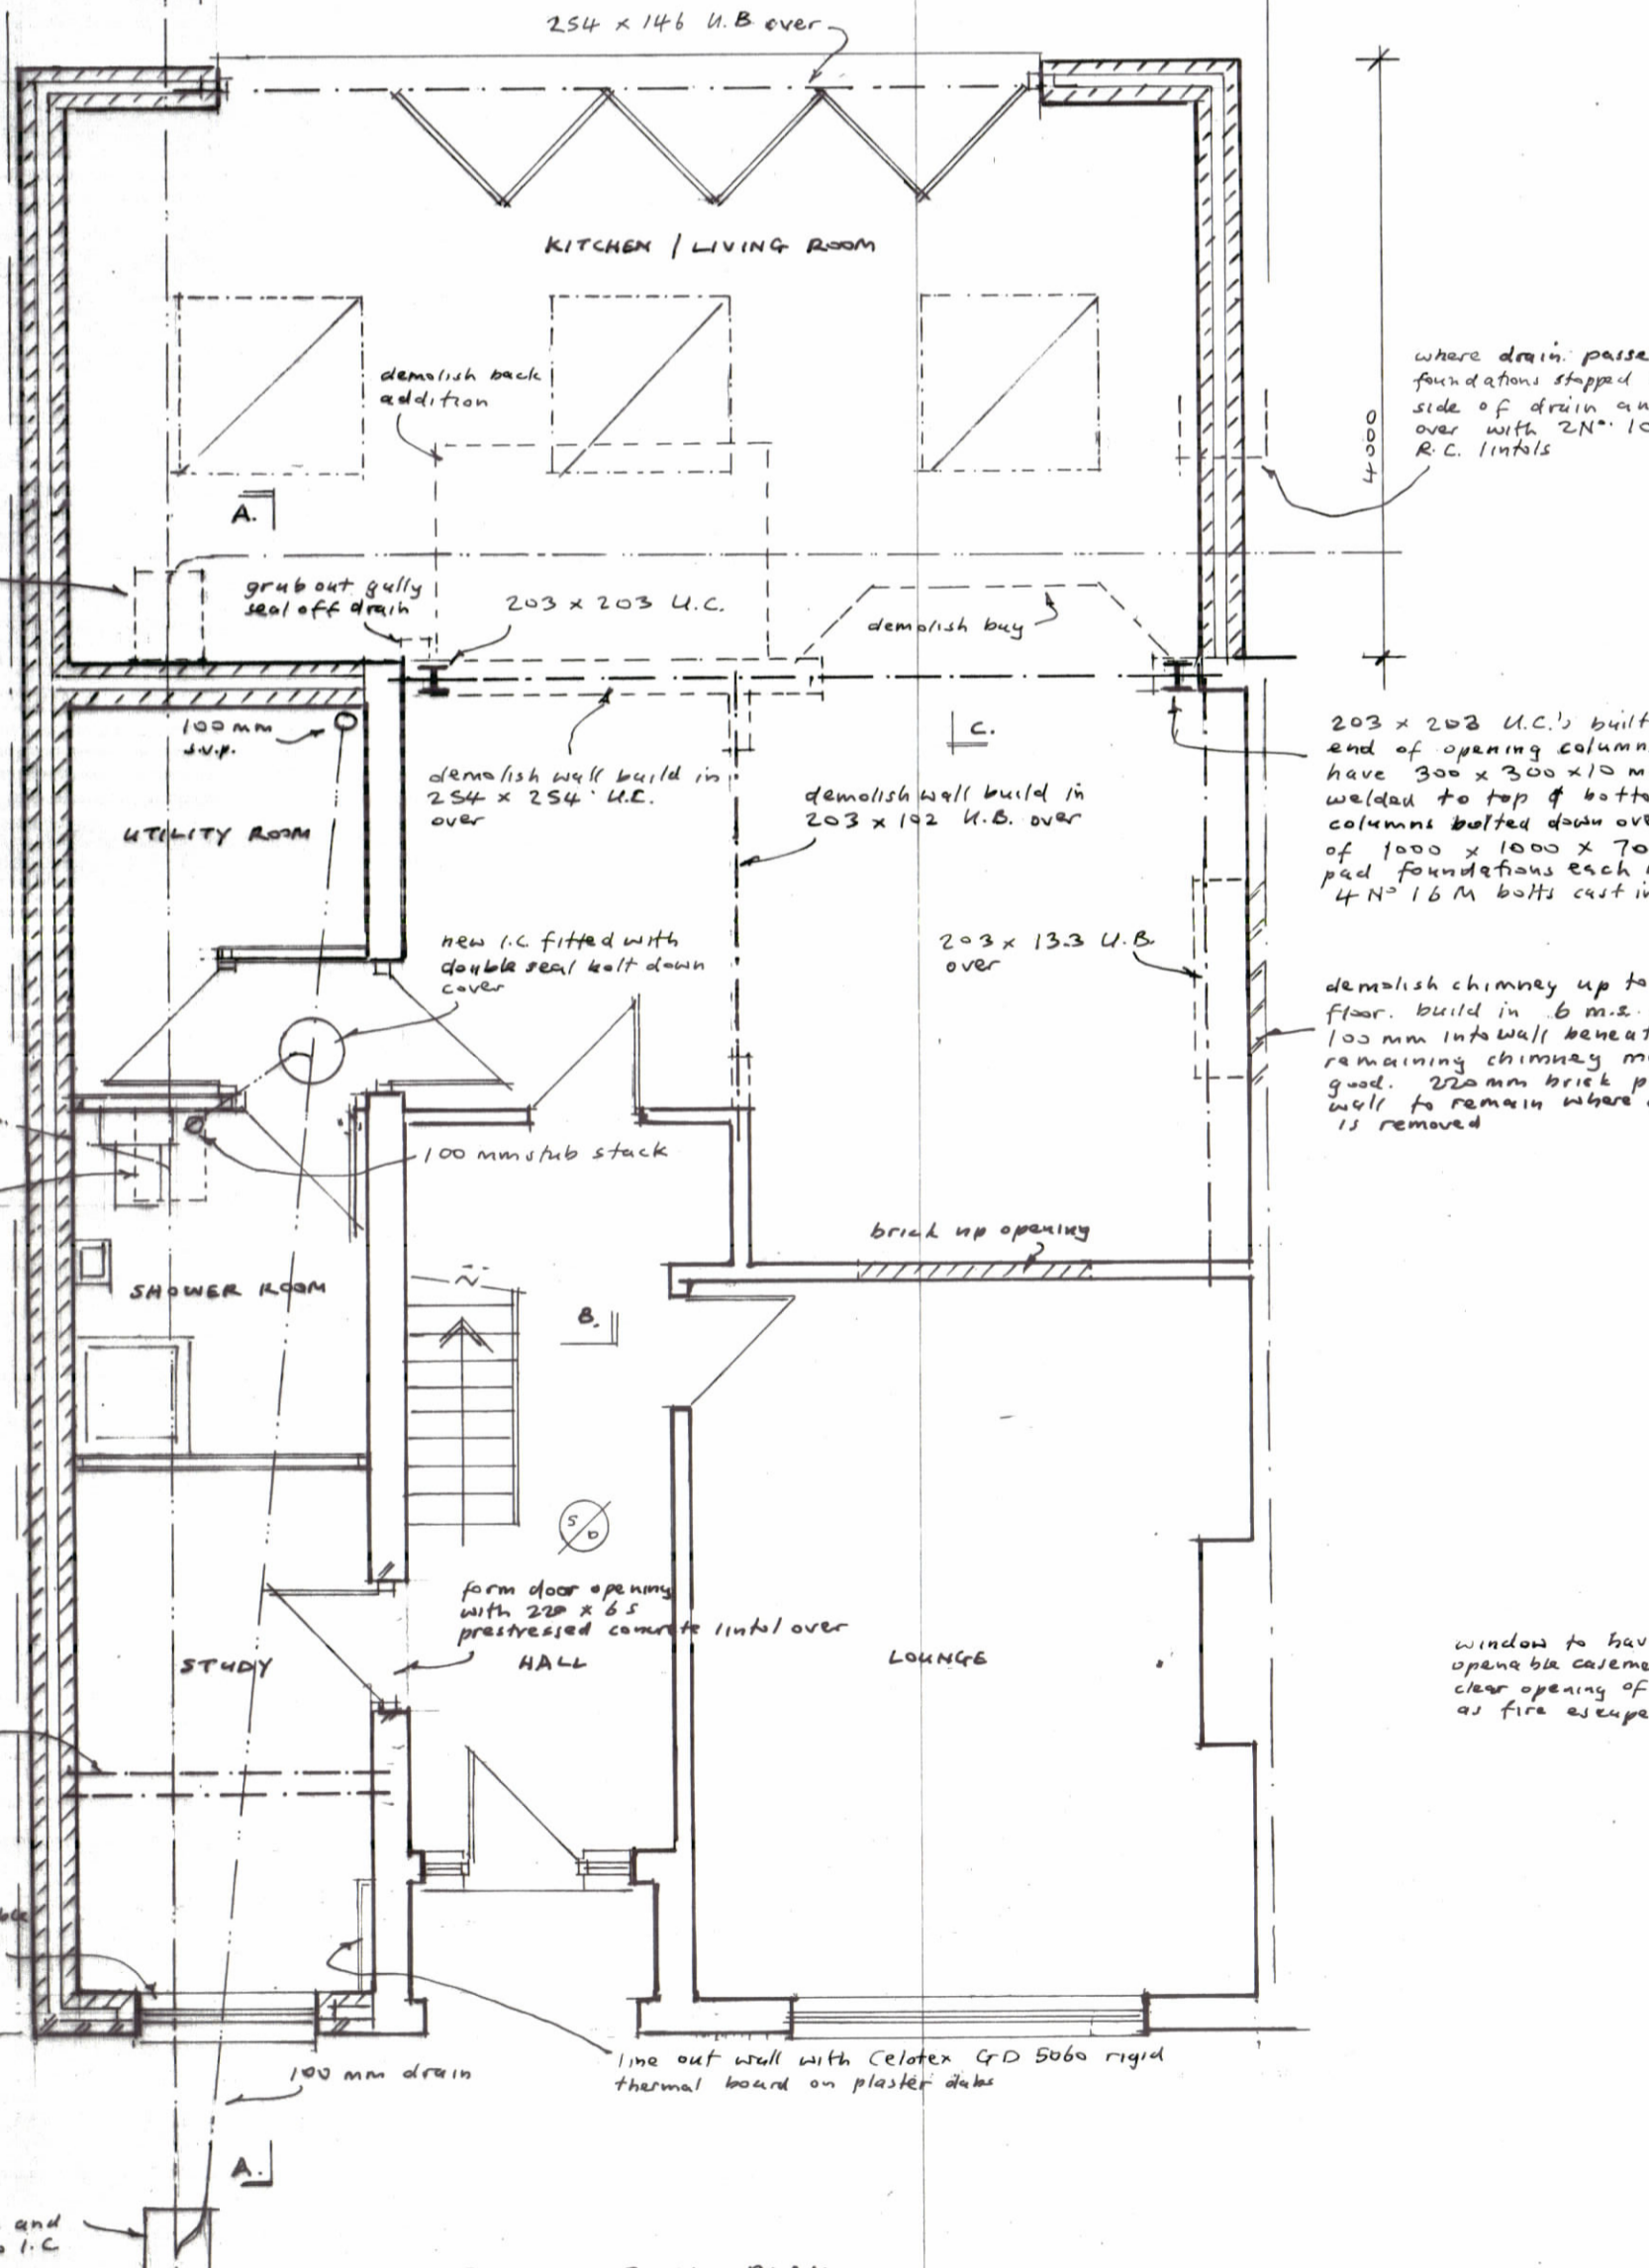 254 x 146 U.B over
KITCHEN / LIVING ROOM
demolish back
addition
where drain passe
foundations stopped
side of drain an
over with 2No. 10
R.C. lintols
4000
A.
grub out gully
seal off drain
203 x 203 U.C.
demolish bay
100 mm
s.v.p.
C.
203 x 203 U.C.'s built
end of opening column
have 300 x 300 x 10 m
welded to top & botto
columns bolted down ove
of 1000 x 1000 x 70
pad foundations each
4 No 16 M bolts cast in
demolish wall build in
254 x 254 U.C.
over
demolish wall build in
203 x 102 U.B. over
UTILITY ROOM
new I.C. fitted with
double seal bolt down
cover
203 x 133 U.B.
over
demolish chimney up to
floor. build in 6 m.s.
100 mm into wall beneat
remaining chimney m
good. 220 mm brick p
wall to remain where
is removed
100 mm stub stack
brick up opening
SHOWER ROOM
B.
S/D
form door opening
with 220 x 65
prestressed concrete lintol over
HALL
STUDY
LOUNGE
window to hav
openable caseme
clear opening of
as fire escape
100 mm drain
line out wall with Celotex GD 5060 rigid
thermal board on plaster dabs
A.
and
I.C